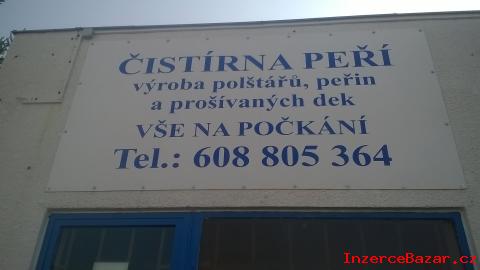 ČISTÍRNA PEŘÍ
výroba polštářů, peřin
a prošívaných dek
VŠE NA POČKÁNÍ
Tel.: 608 805 364
InzerceBazar.cz